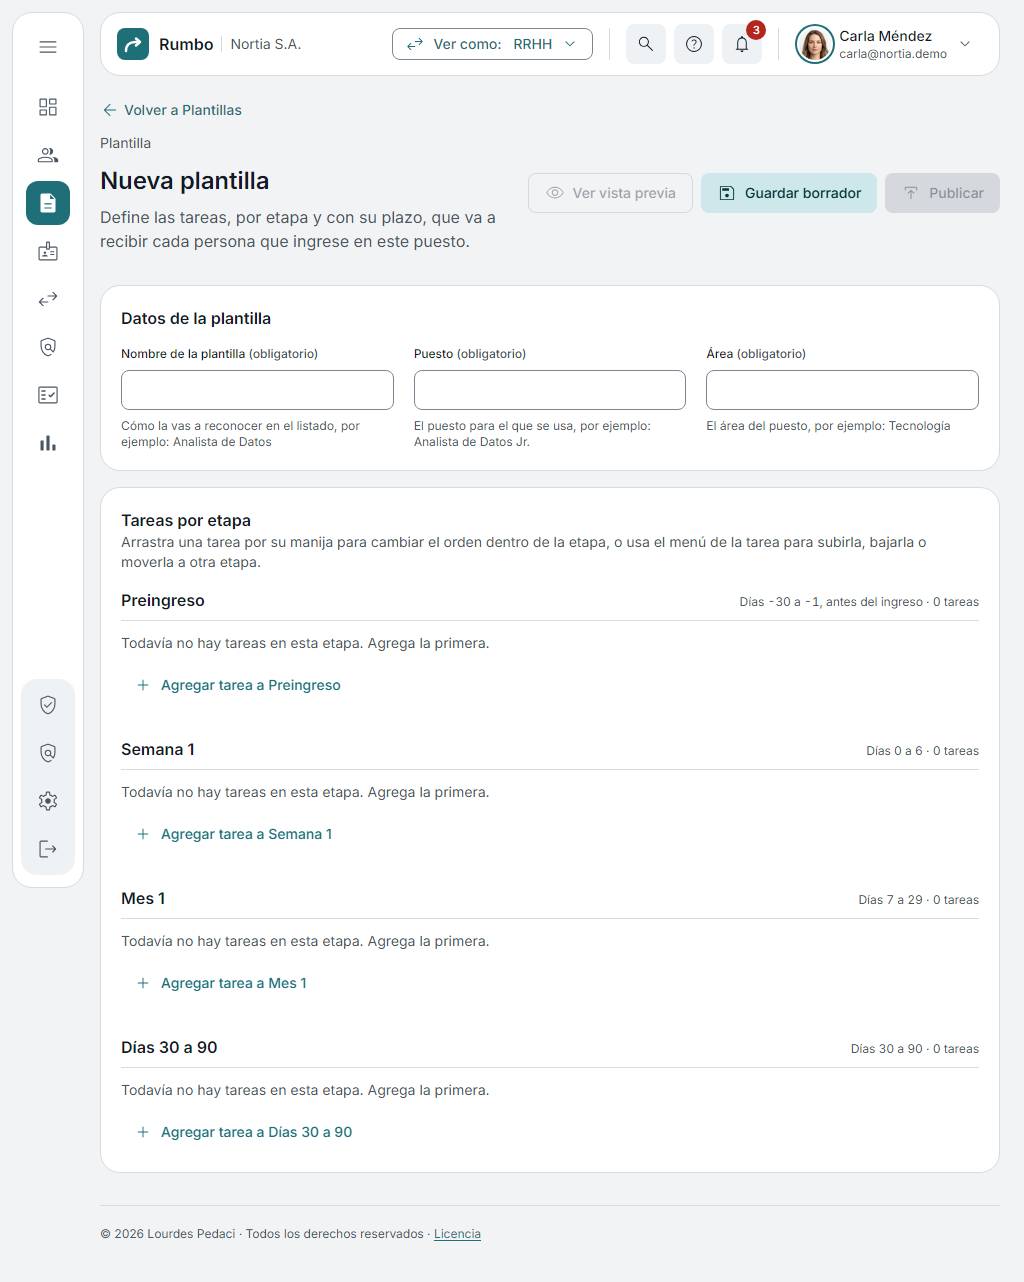 Rumbo
Nortia S.A.
Ver como: RRHH
3
Carla Méndez
carla@nortia.demo
Volver a Plantillas
Plantilla
Nueva plantilla
Define las tareas, por etapa y con su plazo, que va a
recibir cada persona que ingrese en este puesto.
Ver vista previa
Guardar borrador
Publicar
Datos de la plantilla
Nombre de la plantilla (obligatorio)
Cómo la vas a reconocer en el listado, por
ejemplo: Analista de Datos
Puesto (obligatorio)
El puesto para el que se usa, por ejemplo:
Analista de Datos Jr.
Área (obligatorio)
El área del puesto, por ejemplo: Tecnología
Tareas por etapa
Arrastra una tarea por su manija para cambiar el orden dentro de la etapa, o usa el menú de la tarea para subirla, bajarla o
moverla a otra etapa.
Preingreso
Días -30 a -1, antes del ingreso · 0 tareas
Todavía no hay tareas en esta etapa. Agrega la primera.
Agregar tarea a Preingreso
Semana 1
Días 0 a 6 · 0 tareas
Todavía no hay tareas en esta etapa. Agrega la primera.
Agregar tarea a Semana 1
Mes 1
Días 7 a 29 · 0 tareas
Todavía no hay tareas en esta etapa. Agrega la primera.
Agregar tarea a Mes 1
Días 30 a 90
Días 30 a 90 · 0 tareas
Todavía no hay tareas en esta etapa. Agrega la primera.
Agregar tarea a Días 30 a 90
© 2026 Lourdes Pedaci · Todos los derechos reservados · Licencia